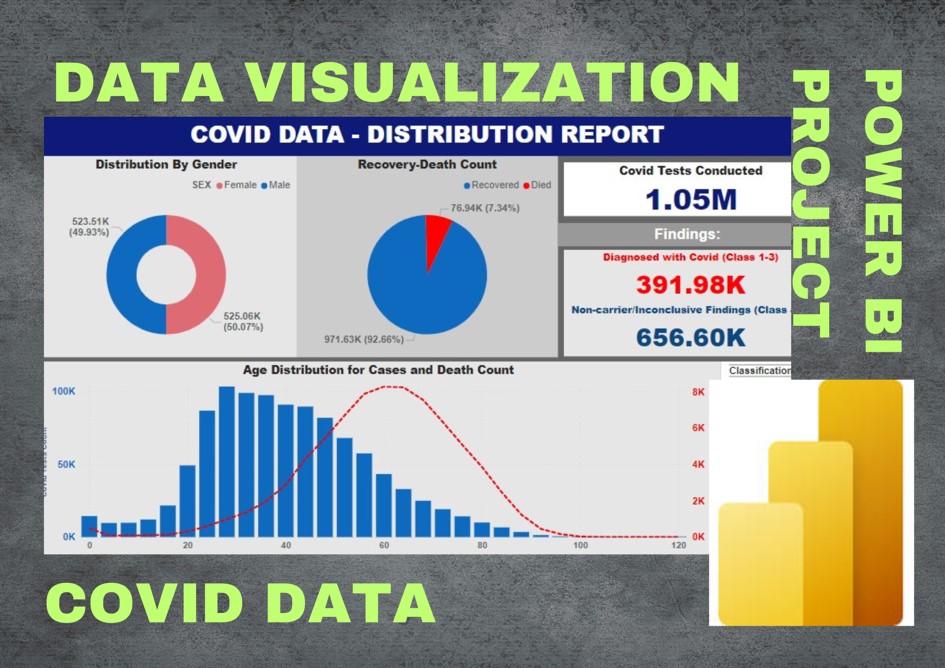 DATA VISUALIZATION
POWER BI
PROJECT
COVID DATA - DISTRIBUTION REPORT
Distribution By Gender
SEX Female Male
523.51K
(49.93%)
525.06K
(50.07%)
Recovery-Death Count
Recovered Died
76.94K (7.34%)
971.63K (92.66%)
Covid Tests Conducted
1.05M
Findings:
Diagnosed with Covid (Class 1-3)
391.98K
Non-carrier/Inconclusive Findings (Class
656.60K
Age Distribution for Cases and Death Count
Classification
100K
50K
0K
8K
6K
4K
2K
0K
0 20 40 60 80 100 120
COVID DATA